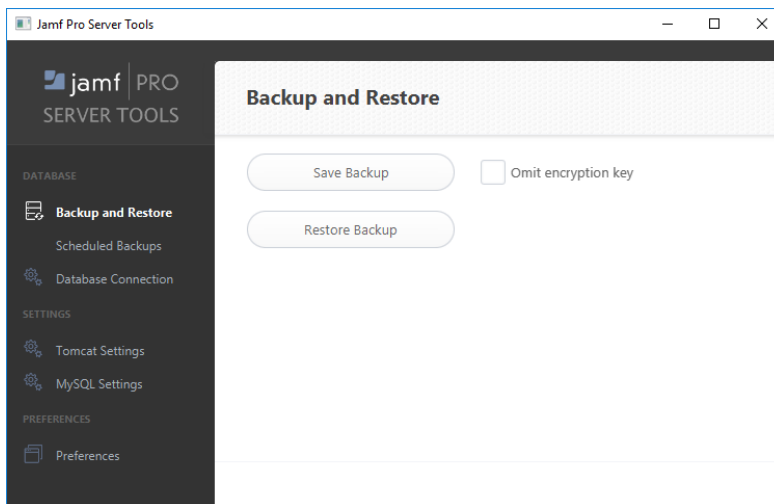 Jamf Pro Server Tools
jamf PRO
SERVER TOOLS
DATABASE
Backup and Restore
Scheduled Backups
Database Connection
SETTINGS
Tomcat Settings
MySQL Settings
PREFERENCES
Preferences
Backup and Restore
Save Backup
Omit encryption key
Restore Backup